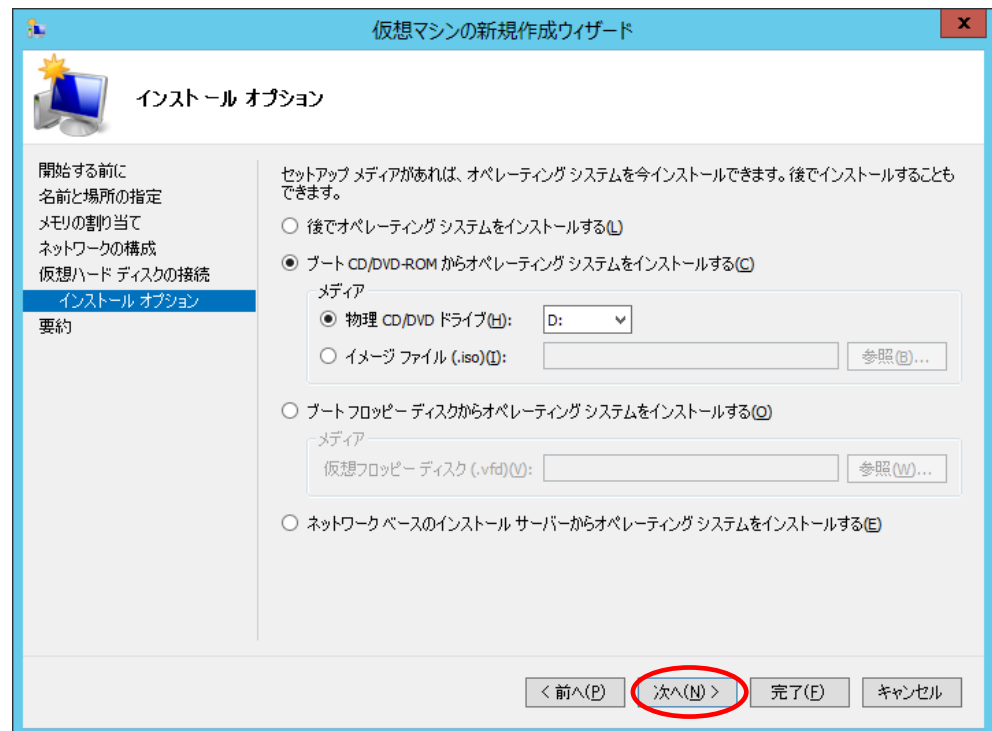 仮想マシンの新規作成ウィザード
x
インストール オプション
開始する前に
名前と場所の指定
メモリの割り当て
ネットワークの構成
仮想ハード ディスクの接続
インストール オプション
要約
セットアップ メディアがあれば、オペレーティング システムを今インストールできます。後でインストールすることも
できます。
後でオペレーティング システムをインストールする(L)
ブート CD/DVD-ROM からオペレーティング システムをインストールする(C)
メディア
物理 CD/DVD ドライブ(H): D:
イメージ ファイル (.iso)(I): 参照(B)...
ブート フロッピー ディスクからオペレーティング システムをインストールする(O)
メディア
仮想フロッピー ディスク (.vfd)(V): 参照(W)...
ネットワーク ベースのインストール サーバーからオペレーティング システムをインストールする(E)
< 前へ(P) 次へ(N) > 完了(F) キャンセル